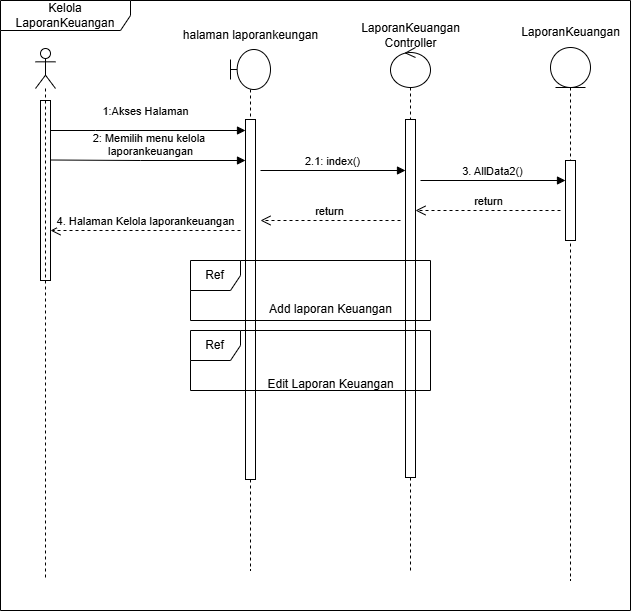 Kelola
LaporanKeuangan
halaman laporankeungan
LaporanKeuangan
Controller
LaporanKeuangan
1:Akses Halaman
2: Memilih menu kelola
laporankeuangan
2.1: index()
3. AllData2()
return
return
4. Halaman Kelola laporankeuangan
Ref
Add laporan Keuangan
Ref
Edit Laporan Keuangan